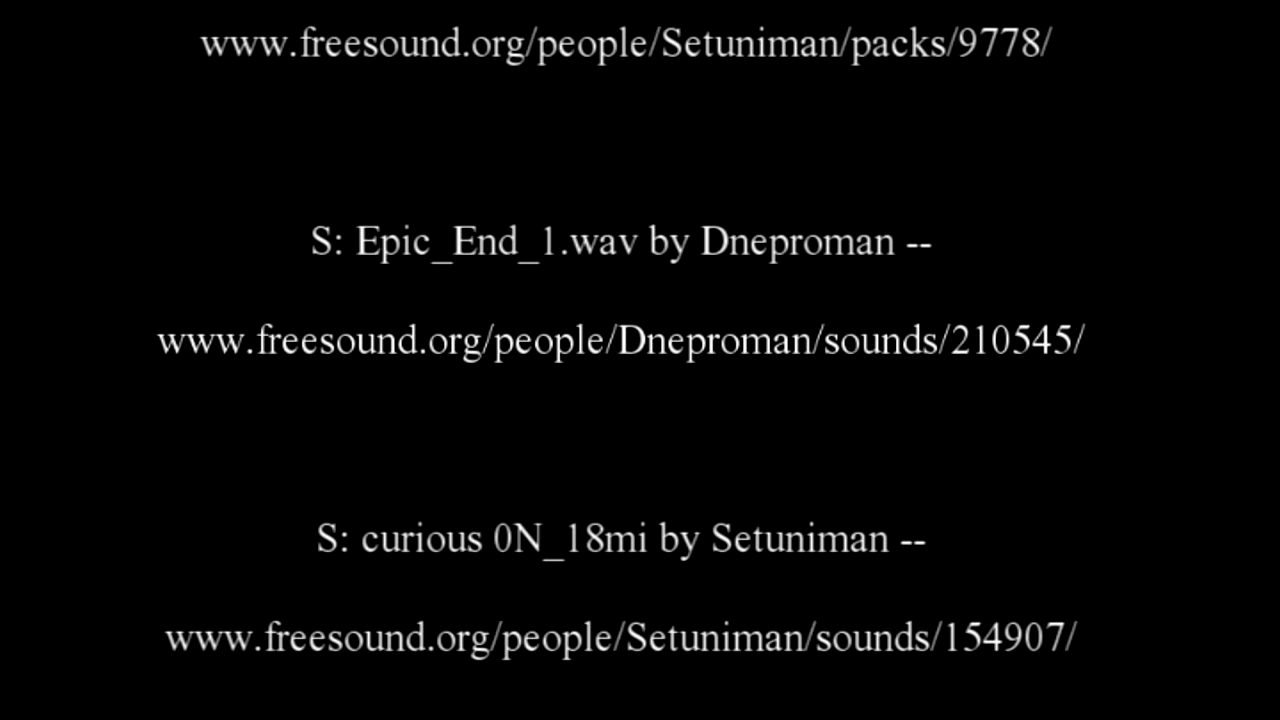 www.freesound.org/people/Setuniman/packs/9778/
S: Epic_End_1.wav by Dneproman --
www.freesound.org/people/Dneproman/sounds/210545/
S: curious 0N_18mi by Setuniman --
www.freesound.org/people/Setuniman/sounds/154907/